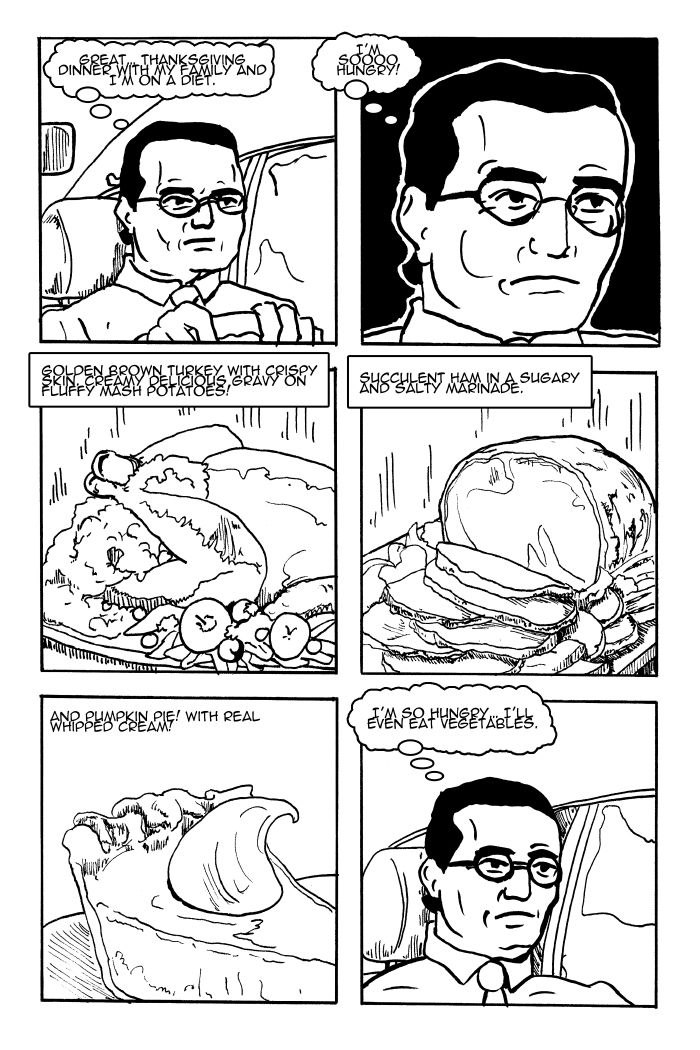 GREAT... THANKSGIVING
DINNER WITH MY FAMILY AND
I'M ON A DIET.
I'M
SOOOO
HUNGRY!
GOLDEN BROWN TURKEY WITH CRISPY
SKIN, CREAMY DELICIOUS GRAVY ON
FLUFFY MASH POTATOES!
SUCCULENT HAM IN A SUGARY
AND SALTY MARINADE.
AND PUMPKIN PIE! WITH REAL
WHIPPED CREAM!
I'M SO HUNGRY... I'LL
EVEN EAT VEGETABLES.